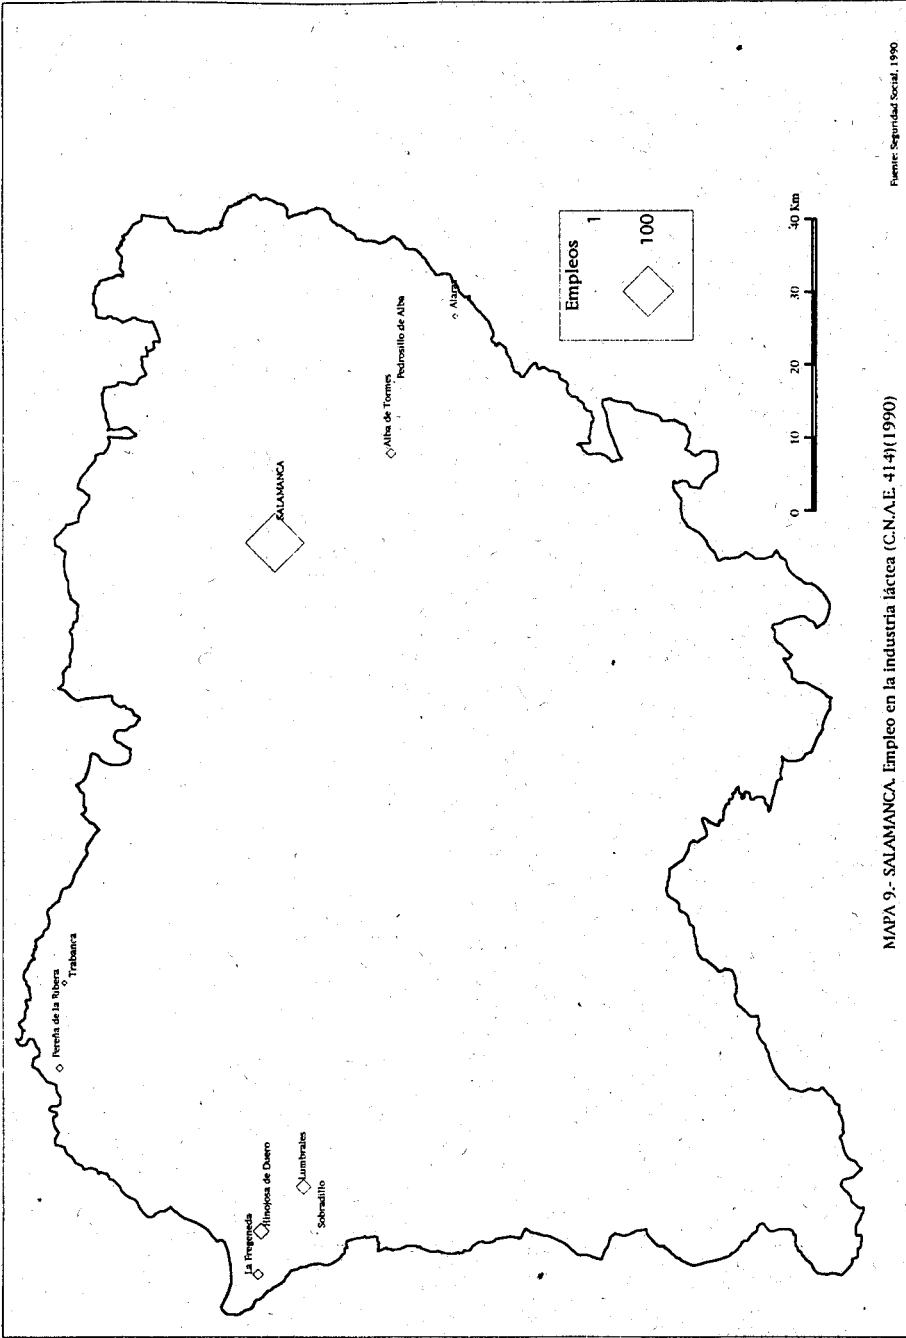 Pereña de la Ribera
Trabanca
La Fregeneda
Hinojosa de Duero
Lumbrales
Sobradillo
SALAMANCA
Alba de Tormes
Pedrosillo de Alba
Alaraz
Empleos
1
100
0 10 20 30 40 Km
MAPA 9.- SALAMANCA. Empleo en la industria láctea (C.N.A.E. 414)(1990)
Fuente: Seguridad Social, 1990